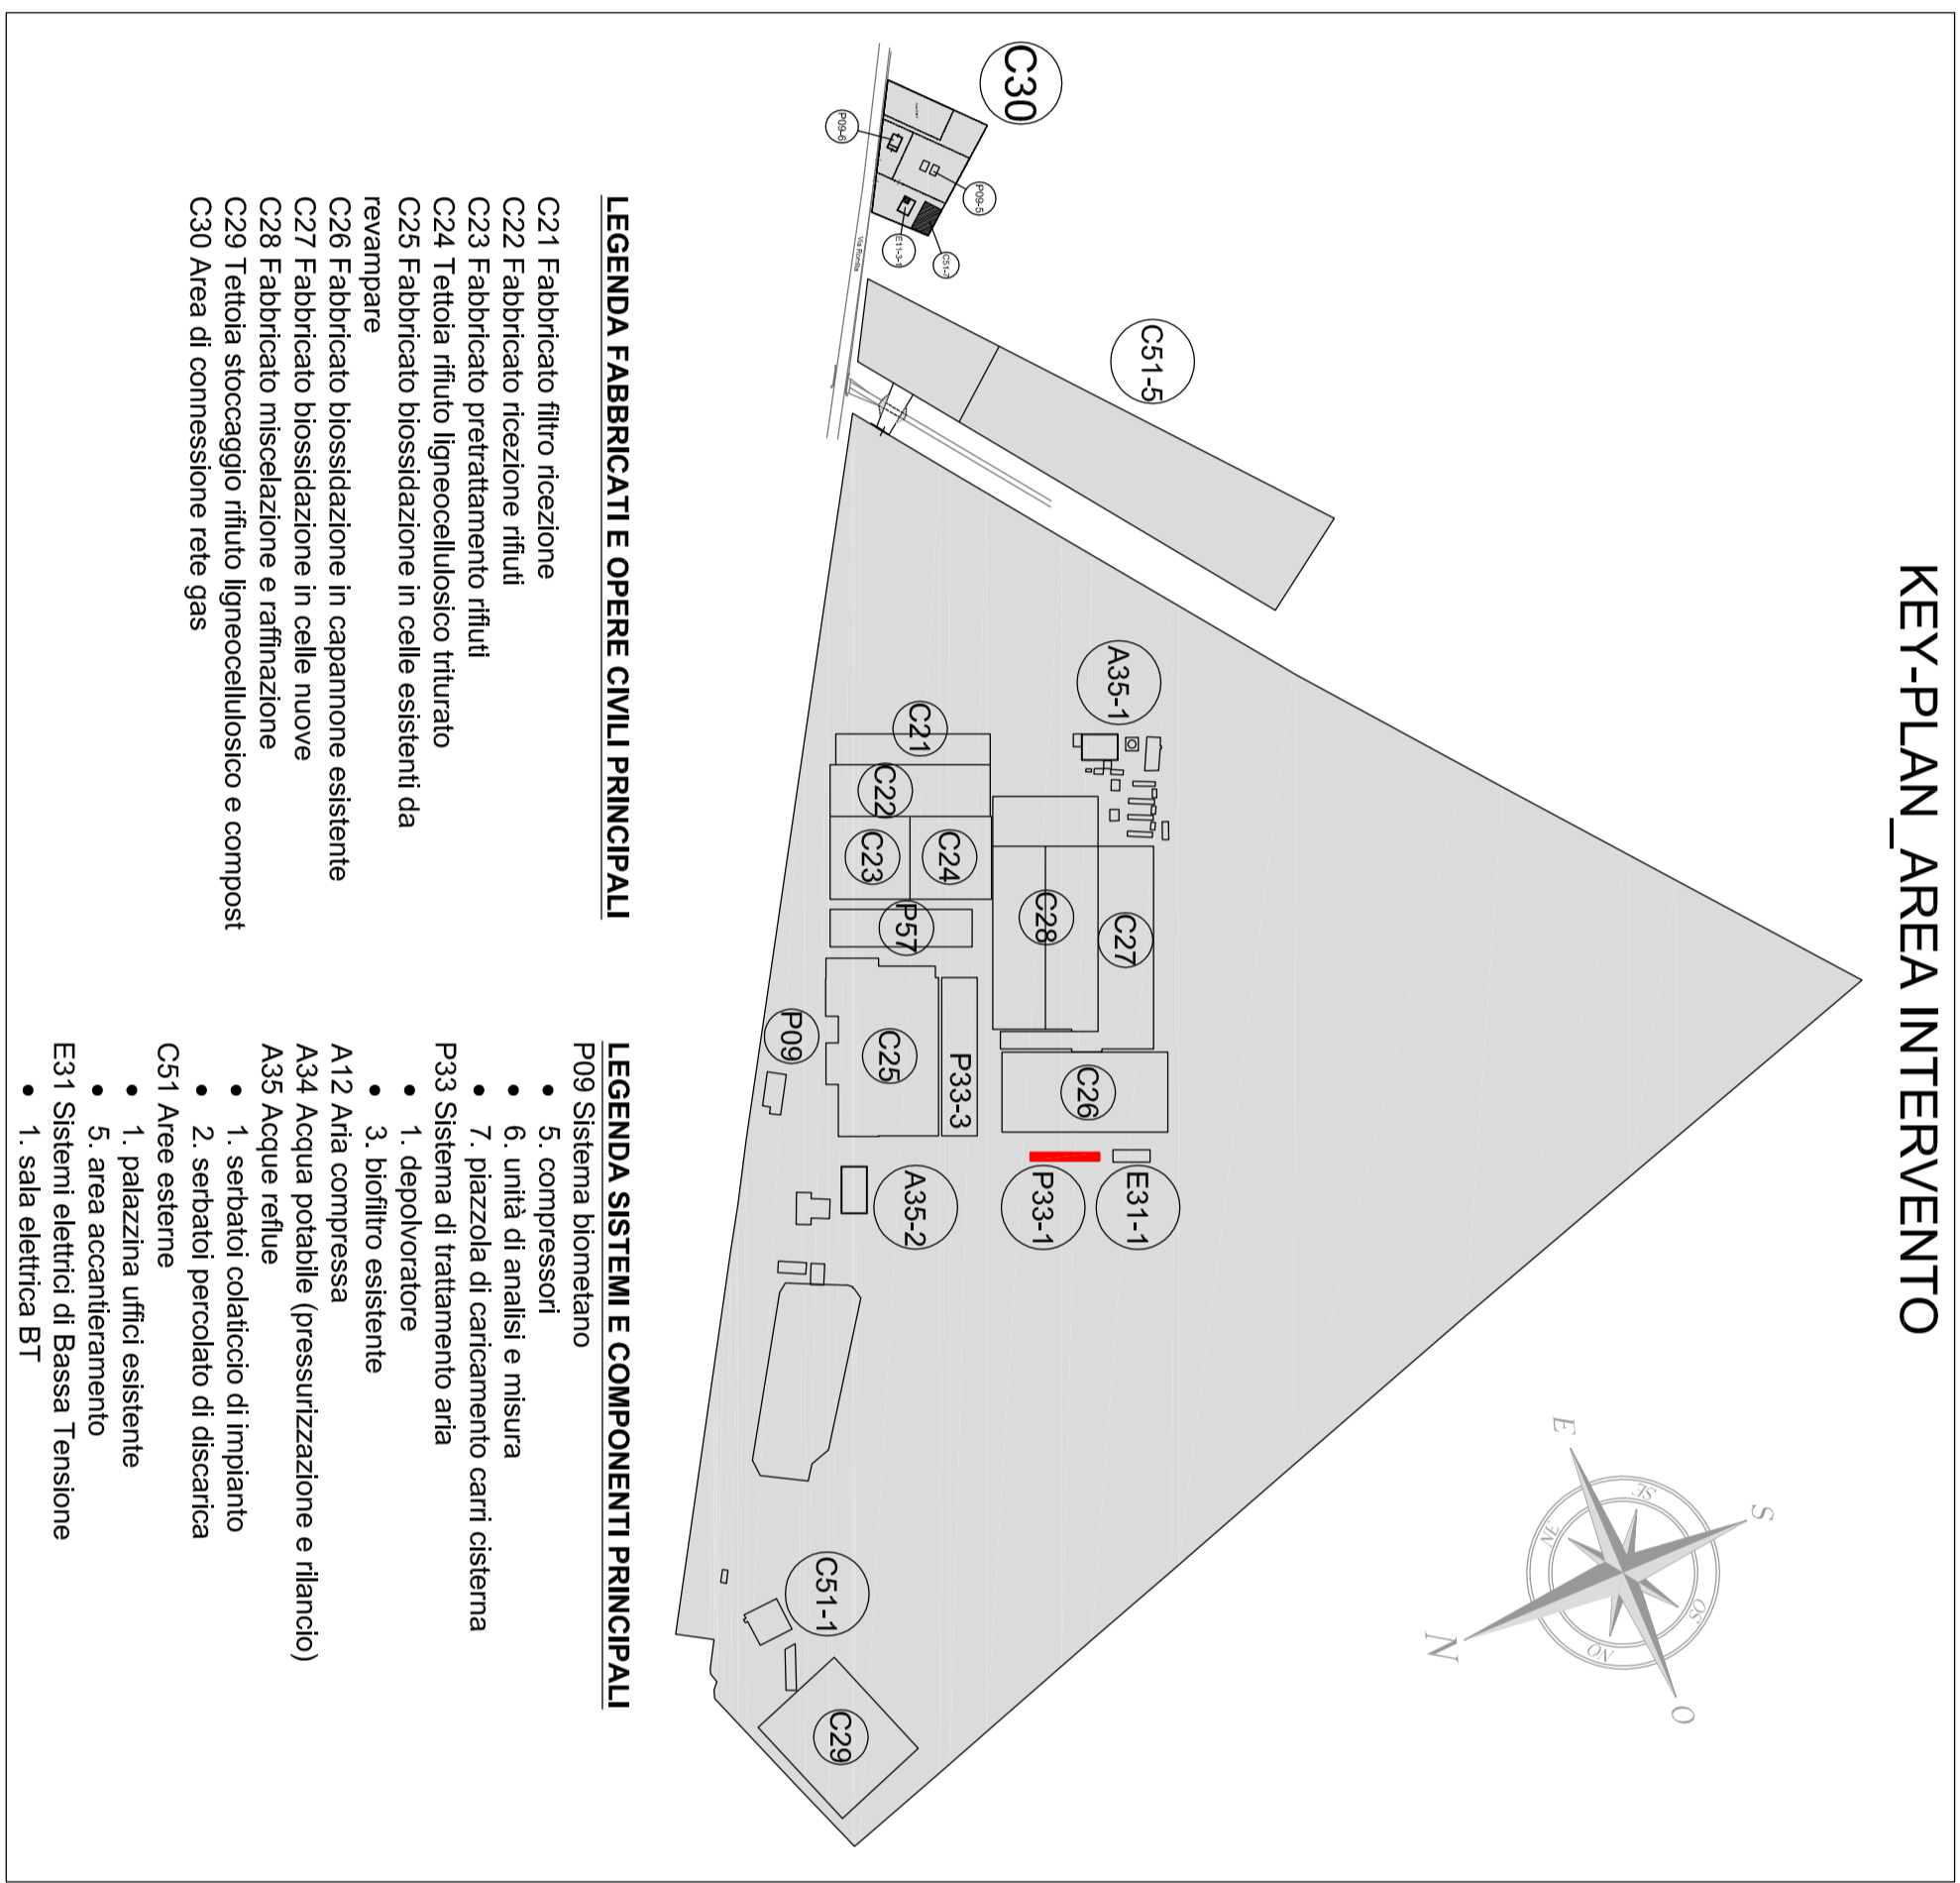 KEY-PLAN_AREA INTERVENTO
C30
P09-6
P09-5
E11-3-1
C51-7
Via Romita
C51-5
A35-1
C21
C22
C23
C24
P57
C28
C27
P09
C25
P33-3
C26
A35-2
P33-1
E31-1
C51-1
C29
E
S
N
O
SE
NE
OSO
NO
LEGENDA FABBRICATI E OPERE CIVILI PRINCIPALI
C21 Fabbricato filtro ricezione
C22 Fabbricato ricezione rifiuti
C23 Fabbricato pretrattamento rifiuti
C24 Tettoia rifiuto ligneocellulosico triturato
C25 Fabbricato biossidazione in celle esistenti da
revampare
C26 Fabbricato biossidazione in capannone esistente
C27 Fabbricato biossidazione in celle nuove
C28 Fabbricato miscelazione e raffinazione
C29 Tettoia stoccaggio rifiuto ligneocellulosico e compost
C30 Area di connessione rete gas
LEGENDA SISTEMI E COMPONENTI PRINCIPALI
P09 Sistema biometano
• 5. compressori
• 6. unità di analisi e misura
• 7. piazzola di caricamento carri cisterna
P33 Sistema di trattamento aria
• 1. depolvoratore
• 3. biofiltro esistente
A12 Aria compressa
A34 Acqua potabile (pressurizzazione e rilancio)
A35 Acque reflue
• 1. serbatoi colaticcio di impianto
• 2. serbatoi percolato di discarica
C51 Aree esterne
• 1. palazzina uffici esistente
• 5. area accantieramento
E31 Sistemi elettrici di Bassa Tensione
• 1. sala elettrica BT